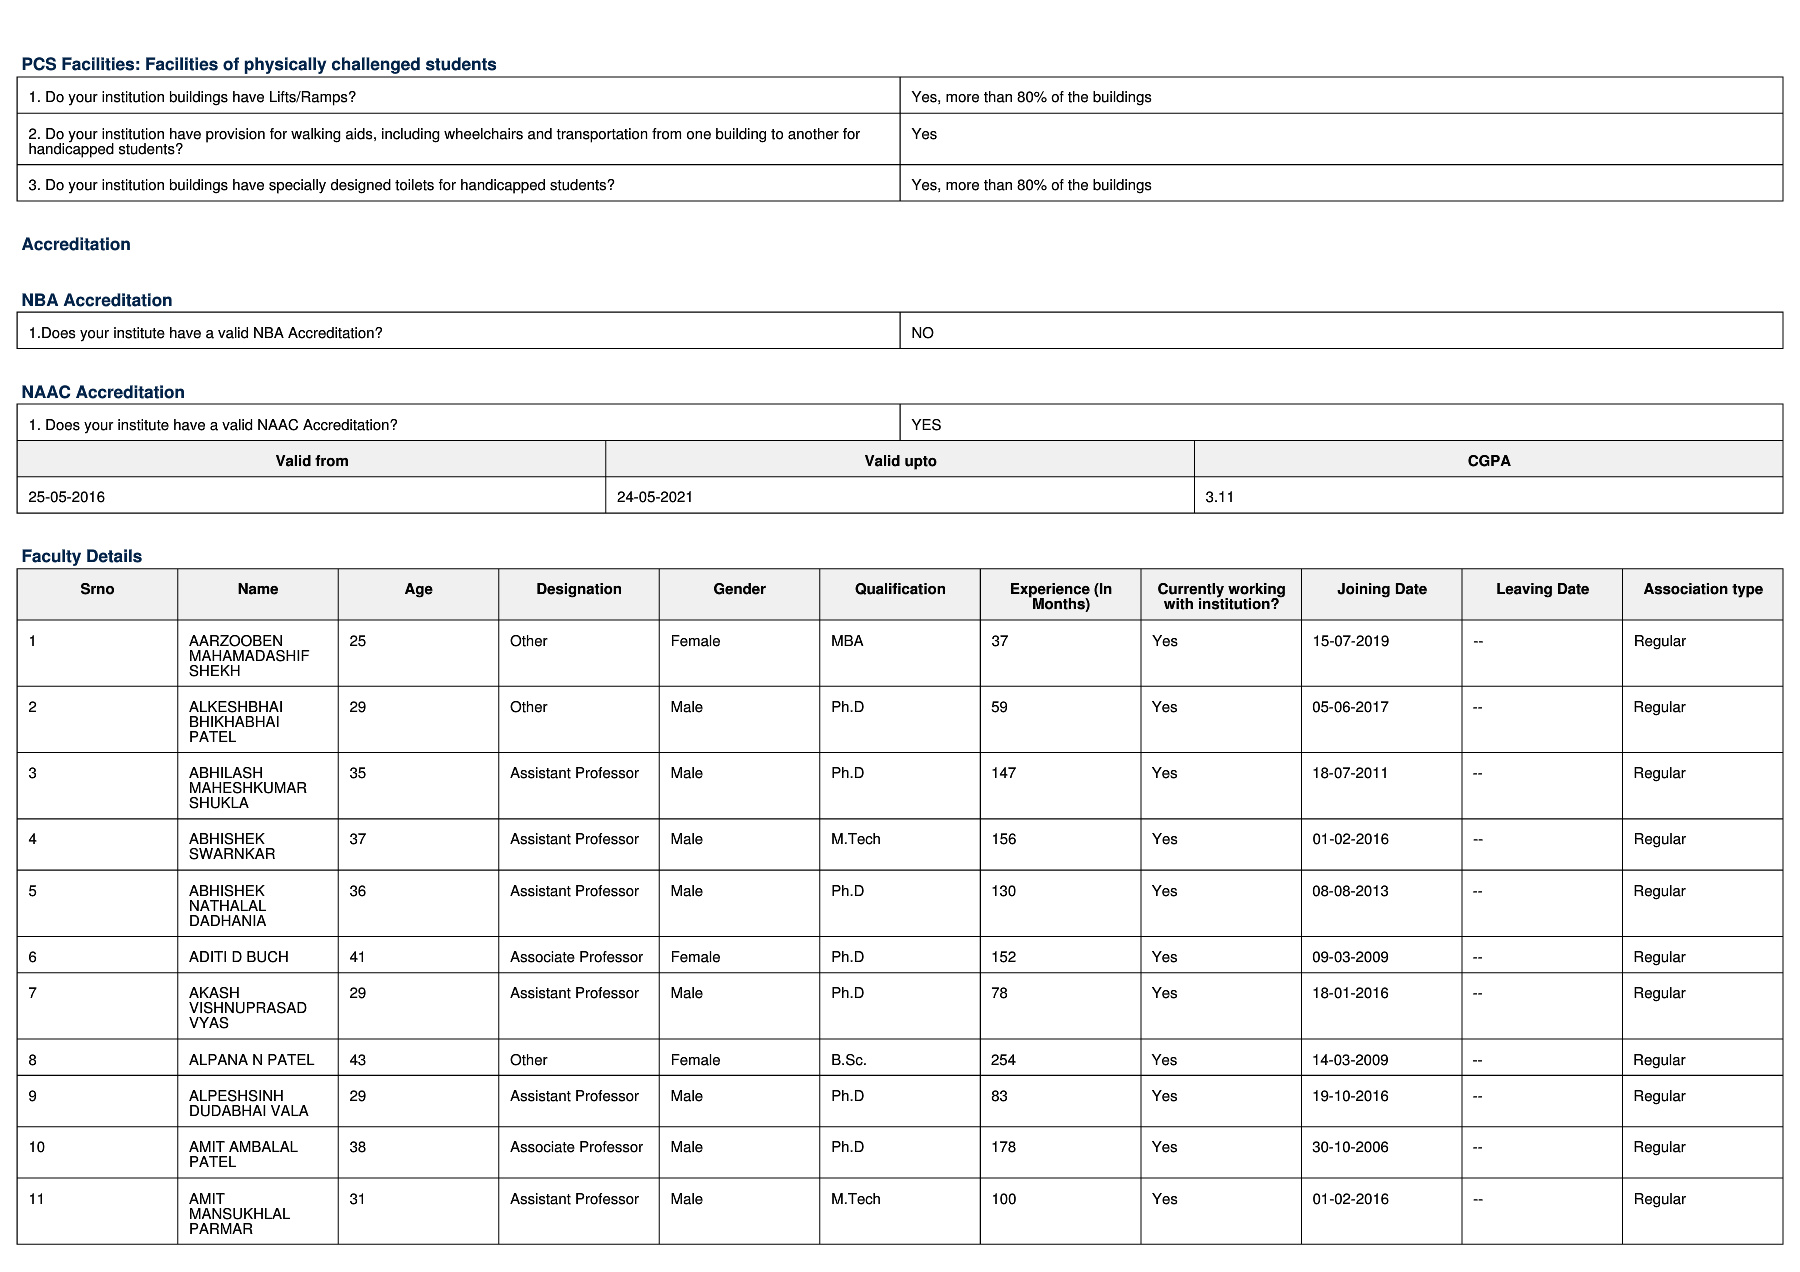 PCS Facilities: Facilities of physically challenged students
1. Do your institution buildings have Lifts/Ramps? Yes, more than 80% of the buildings
2. Do your institution have provision for walking aids, including wheelchairs and transportation from one building to another for Yes
handicapped students?
3. Do your institution buildings have specially designed toilets for handicapped students? Yes, more than 80% of the buildings
Accreditation
NBA Accreditation
1.Does your institute have a valid NBA Accreditation? NO
NAAC Accreditation
1. Does your institute have a valid NAAC Accreditation? YES
Valid from Valid upto CGPA
25-05-2016 24-05-2021 3.11
Faculty Details
Srno Name Age Designation Gender Qualification Experience (In Currently working Joining Date Leaving Date Association type
Months) with institution?
1 AARZOOBEN 25 Other Female MBA 37 Yes 15-07-2019 -- Regular
MAHAMADASHIF
SHEKH
2 ALKESHBHAI 29 Other Male Ph.D 59 Yes 05-06-2017 -- Regular
BHIKHABHAI
PATEL
3 ABHILASH 35 Assistant Professor Male Ph.D 147 Yes 18-07-2011 -- Regular
MAHESHKUMAR
SHUKLA
4 ABHISHEK 37 Assistant Professor Male M.Tech 156 Yes 01-02-2016 -- Regular
SWARNKAR
5 ABHISHEK 36 Assistant Professor Male Ph.D 130 Yes 08-08-2013 -- Regular
NATHALAL
DADHANIA
6 ADITI D BUCH 41 Associate Professor Female Ph.D 152 Yes 09-03-2009 -- Regular
7 AKASH 29 Assistant Professor Male Ph.D 78 Yes 18-01-2016 -- Regular
VISHNUPRASAD
VYAS
8 ALPANA N PATEL 43 Other Female B.Sc. 254 Yes 14-03-2009 -- Regular
9 ALPESHSINH 29 Assistant Professor Male Ph.D 83 Yes 19-10-2016 -- Regular
DUDABHAI VALA
10 AMIT AMBALAL 38 Associate Professor Male Ph.D 178 Yes 30-10-2006 -- Regular
PATEL
11 AMIT 31 Assistant Professor Male M.Tech 100 Yes 01-02-2016 -- Regular
MANSUKHLAL
PARMAR